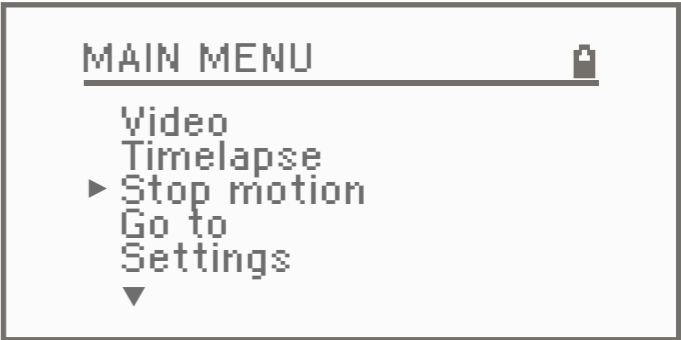 MAIN MENU
Video
Timelapse
Stop motion
Go to
Settings